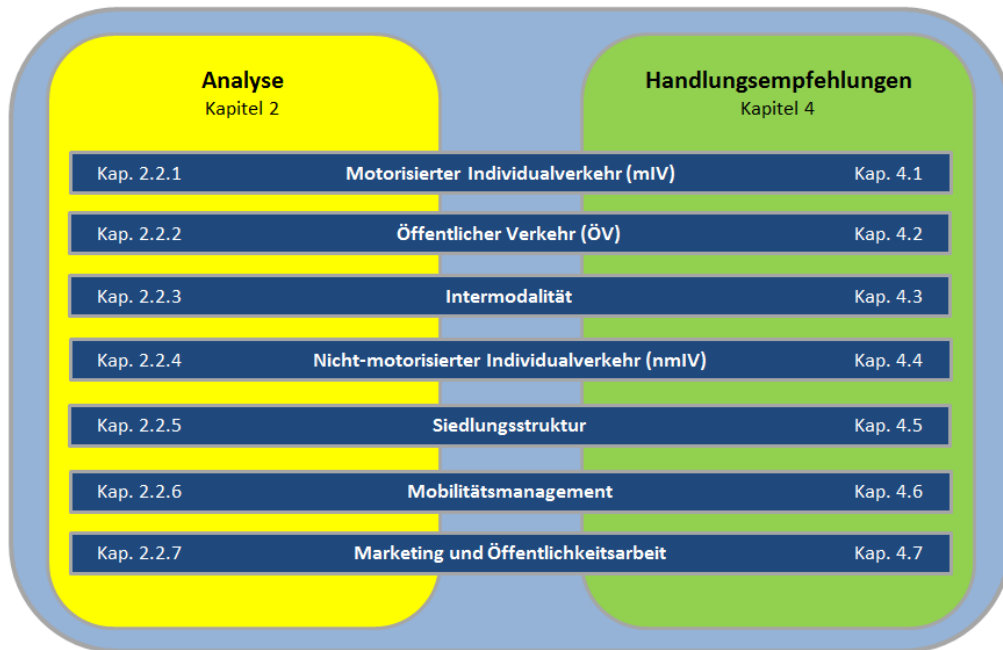 Analyse
Kapitel 2
Handlungsempfehlungen
Kapitel 4
Kap. 2.2.1 Motorisierter Individualverkehr (mIV) Kap. 4.1
Kap. 2.2.2 Öffentlicher Verkehr (ÖV) Kap. 4.2
Kap. 2.2.3 Intermodalität Kap. 4.3
Kap. 2.2.4 Nicht-motorisierter Individualverkehr (nmIV) Kap. 4.4
Kap. 2.2.5 Siedlungsstruktur Kap. 4.5
Kap. 2.2.6 Mobilitätsmanagement Kap. 4.6
Kap. 2.2.7 Marketing und Öffentlichkeitsarbeit Kap. 4.7